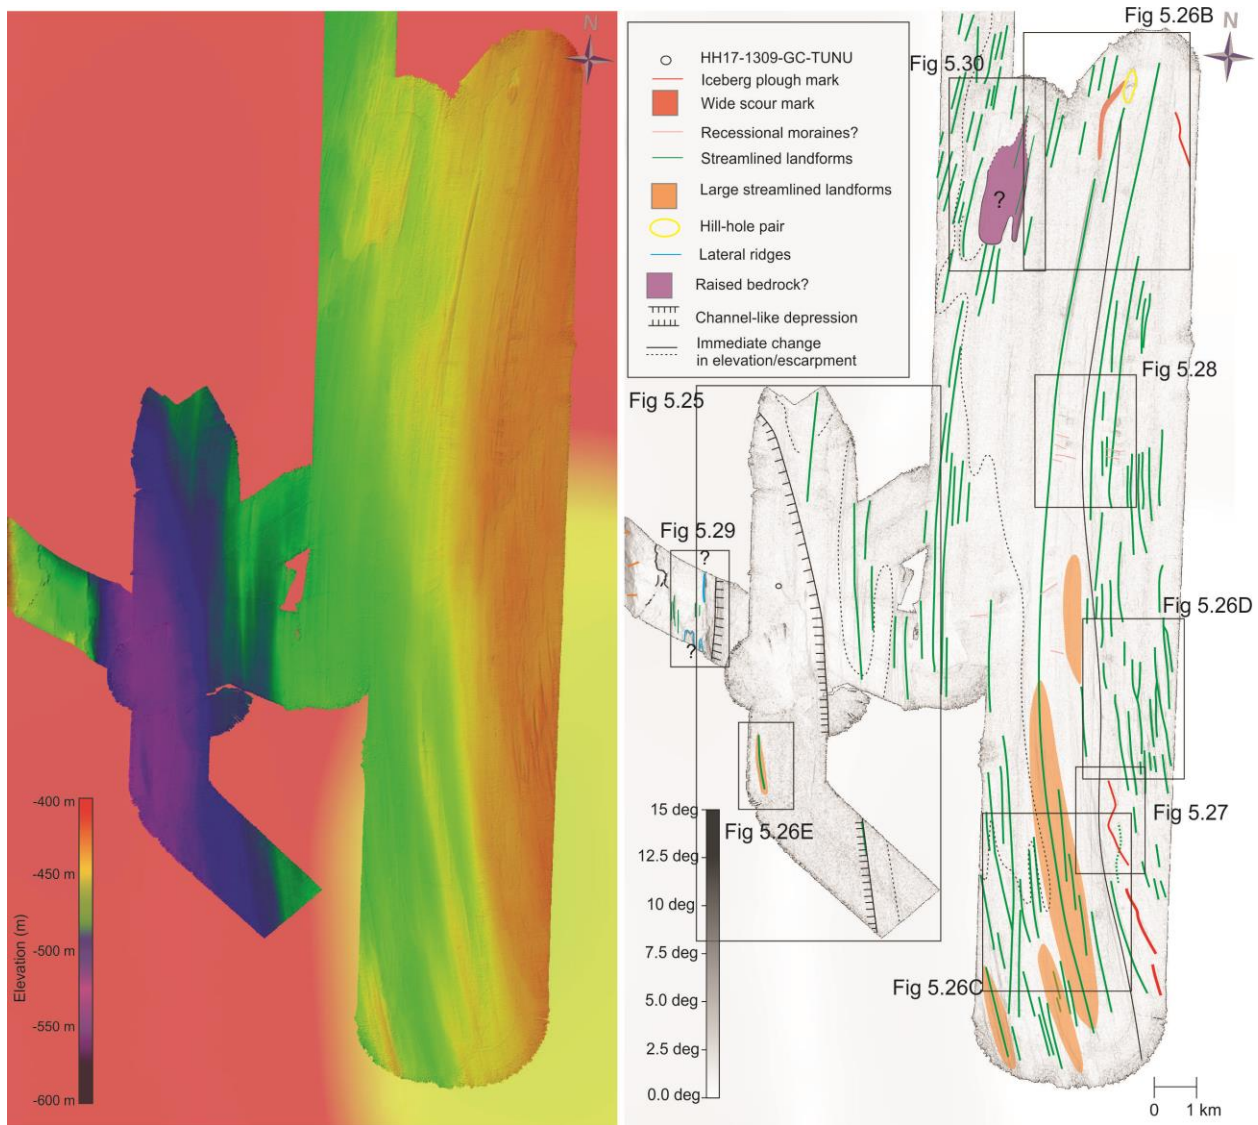 N
-400 m
-450 m
-500 m
-550 m
-600 m
Elevation (m)
HH17-1309-GC-TUNU
Iceberg plough mark
Wide scour mark
Recessional moraines?
Streamlined landforms
Large streamlined landforms
Hill-hole pair
Lateral ridges
Raised bedrock?
Channel-like depression
Immediate change
in elevation/escarpment
Fig 5.26B
N
Fig 5.30
?
Fig 5.28
Fig 5.25
Fig 5.29
?
?
Fig 5.26D
Fig 5.27
Fig 5.26E
Fig 5.26C
15 deg
12.5 deg
10 deg
7.5 deg
5.0 deg
2.5 deg
0.0 deg
0 1 km